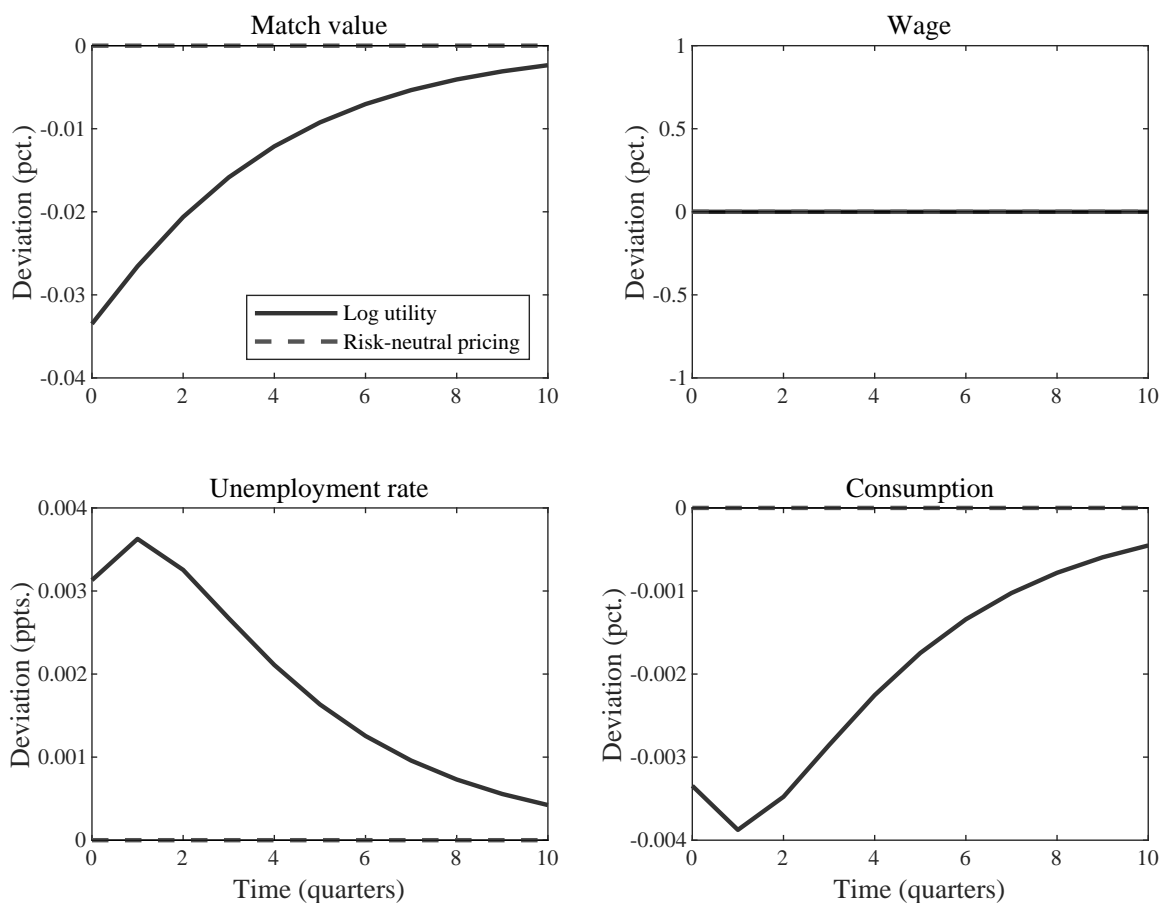 Match value
Deviation (pct.)
0
-0.01
-0.02
-0.03
-0.04
Log utility
Risk-neutral pricing
0 2 4 6 8 10
Wage
Deviation (pct.)
1
0.5
0
-0.5
-1
0 2 4 6 8 10
Unemployment rate
Deviation (ppts.)
0.004
0.003
0.002
0.001
0
0 2 4 6 8 10
Time (quarters)
Consumption
Deviation (pct.)
0
-0.001
-0.002
-0.003
-0.004
0 2 4 6 8 10
Time (quarters)